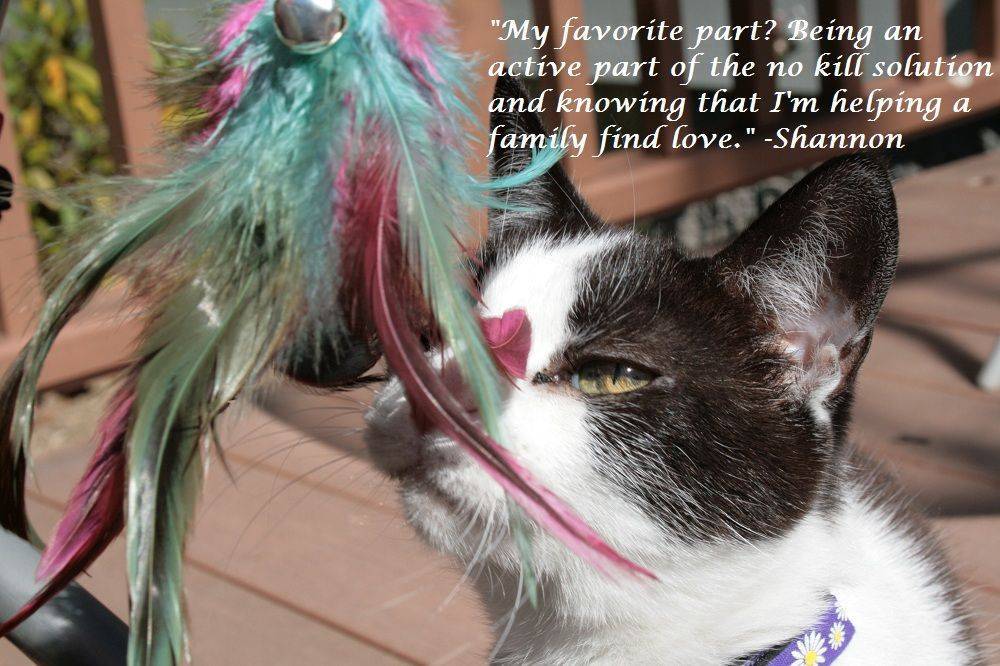 "My favorite part? Being an
active part of the no kill solution
and knowing that I'm helping a
family find love." -Shannon